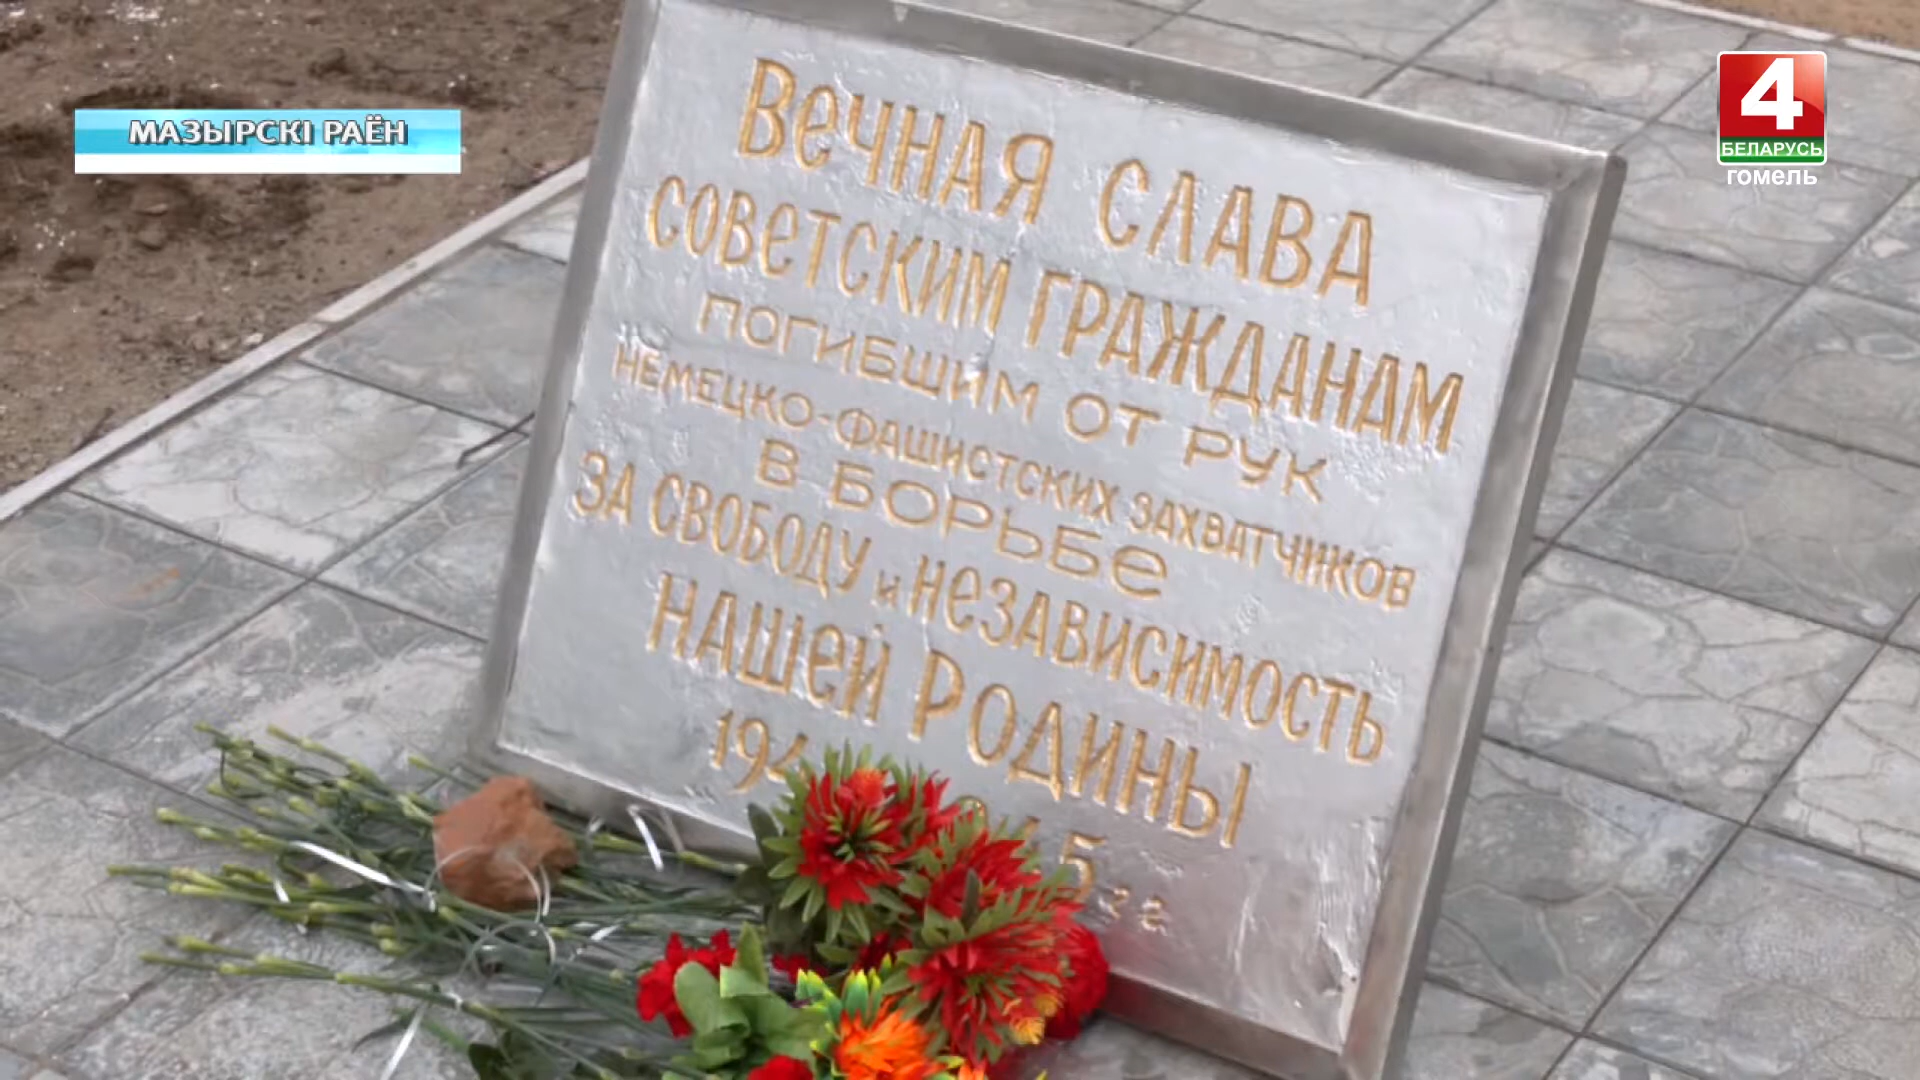 МАЗЫРСКІ РАЁН
4
БЕЛАРУСЬ
гомель
Вечная слава
советским гражданам
погибшим от рук
немецко-фашистских захватчиков
в борьбе
за свободу и независимость
нашей Родины
гг